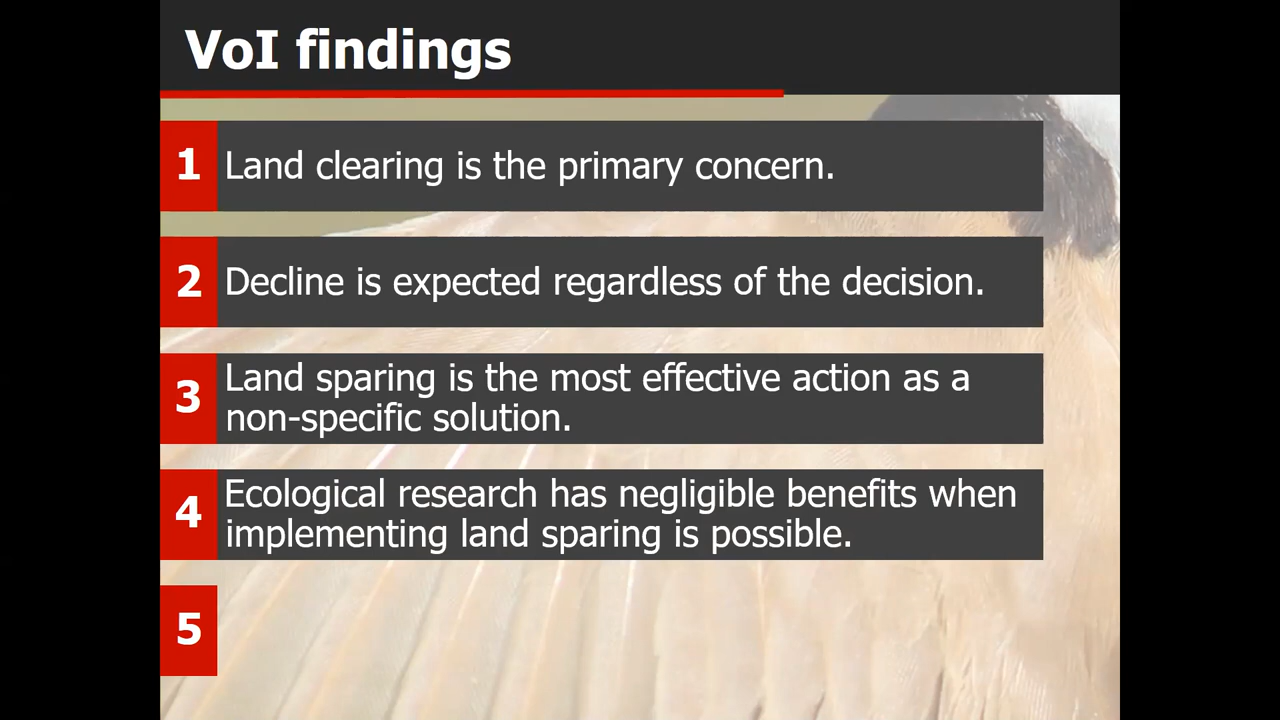 VoI findings
1 Land clearing is the primary concern.
2 Decline is expected regardless of the decision.
3 Land sparing is the most effective action as a
non-specific solution.
4 Ecological research has negligible benefits when
implementing land sparing is possible.
5